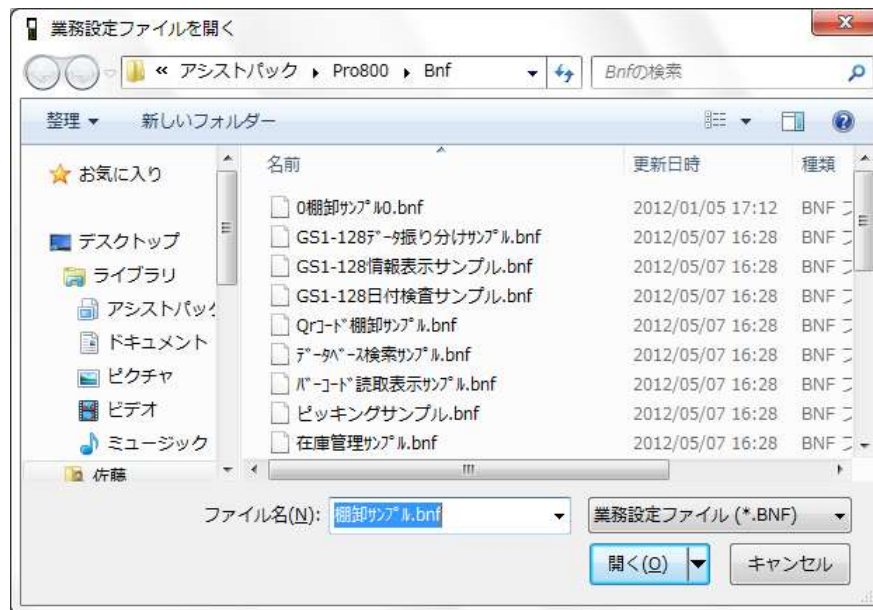 業務設定ファイルを開く
« アシストパック ▸ Pro800 ▸ Bnf
Bnfの検索
整理 ▼ 新しいフォルダー
お気に入り
デスクトップ
ライブラリ
アシストパック
ドキュメント
ピクチャ
ビデオ
ミュージック
佐藤
名前 更新日時 種類
0棚卸ｻﾝﾌﾟﾙ0.bnf 2012/01/05 17:12 BNF フ
GS1-128ﾃﾞｰﾀ振り分けｻﾝﾌﾟﾙ.bnf 2012/05/07 16:28 BNF フ
GS1-128情報表示サンプル.bnf 2012/05/07 16:28 BNF フ
GS1-128日付検査サンプル.bnf 2012/05/07 16:28 BNF フ
Qrｺｰﾄﾞ棚卸ｻﾝﾌﾟﾙ.bnf 2012/05/07 16:28 BNF フ
ﾃﾞｰﾀﾍﾞｰｽ検索ｻﾝﾌﾟﾙ.bnf 2012/05/07 16:28 BNF フ
ﾊﾞｰｺｰﾄﾞ読取表示ｻﾝﾌﾟﾙ.bnf 2012/05/07 16:28 BNF フ
ピッキングサンプル.bnf 2012/05/07 16:28 BNF フ
在庫管理ｻﾝﾌﾟﾙ.bnf 2012/05/07 16:28 BNF フ
ファイル名(N): 棚卸ｻﾝﾌﾟﾙ.bnf 業務設定ファイル (*.BNF)
開く(O) キャンセル